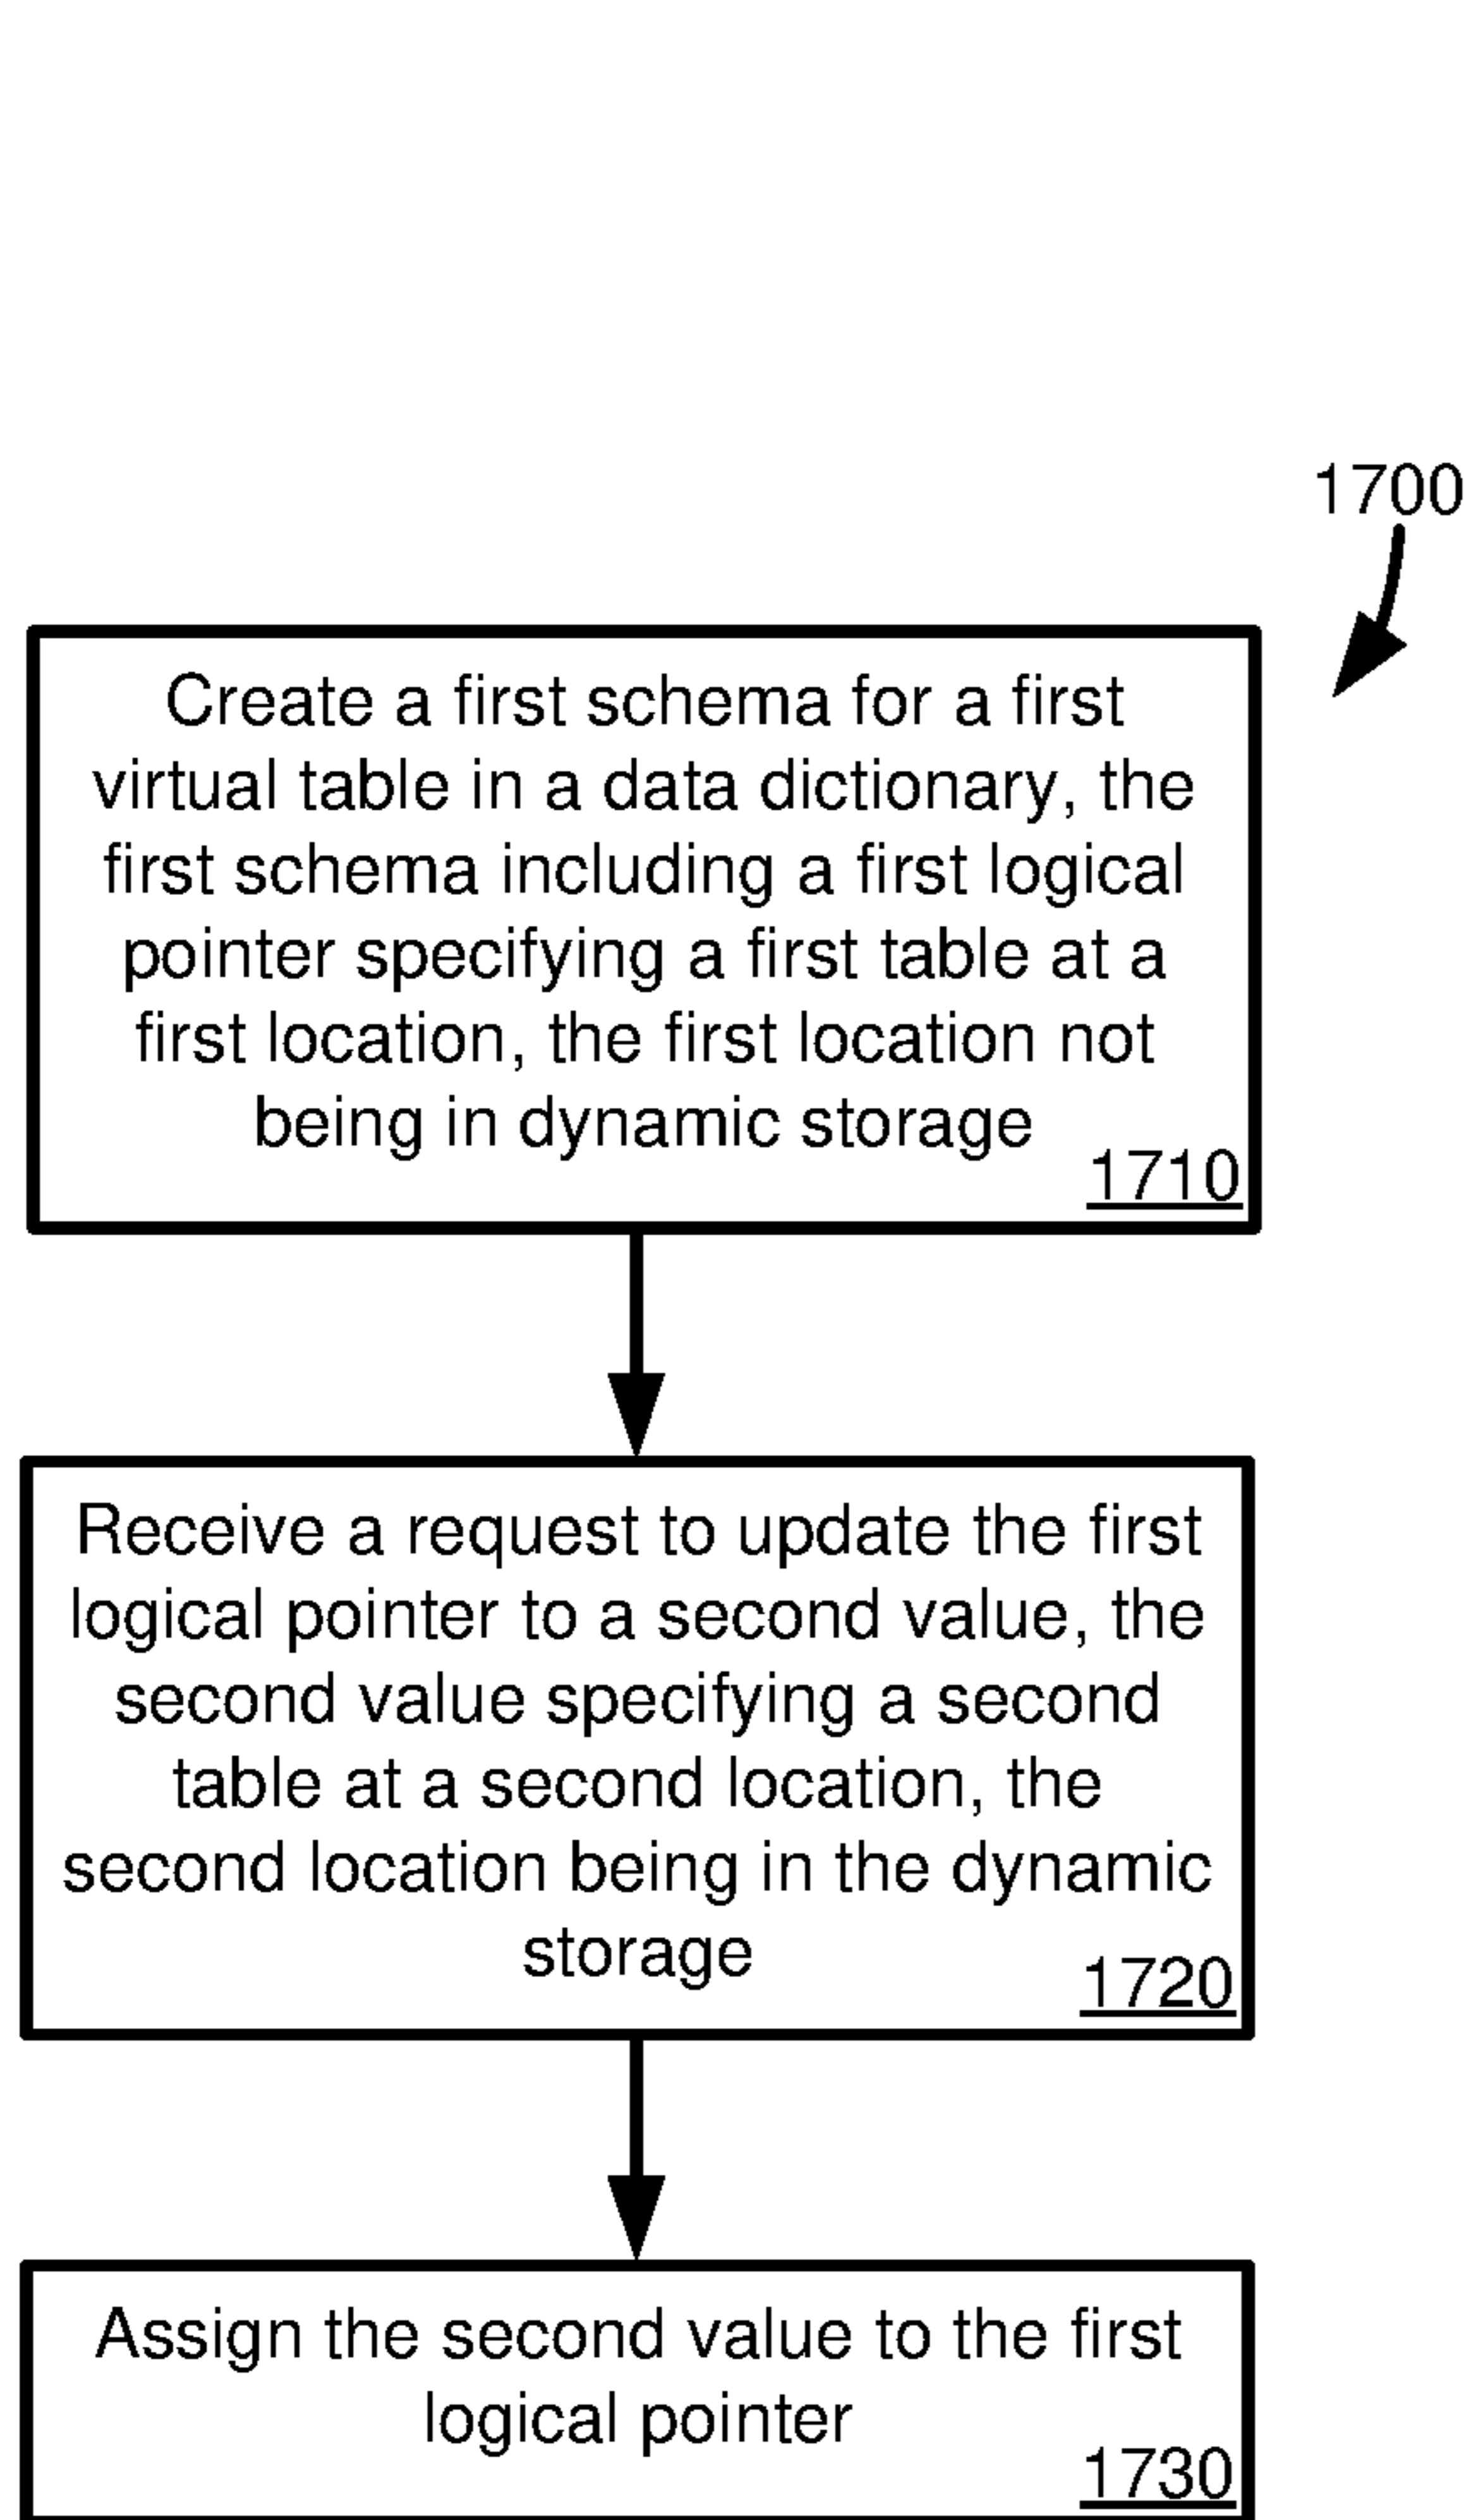 1700
Create a first schema for a first
virtual table in a data dictionary, the
first schema including a first logical
pointer specifying a first table at a
first location, the first location not
being in dynamic storage
1710
Receive a request to update the first
logical pointer to a second value, the
second value specifying a second
table at a second location, the
second location being in the dynamic
storage
1720
Assign the second value to the first
logical pointer
1730